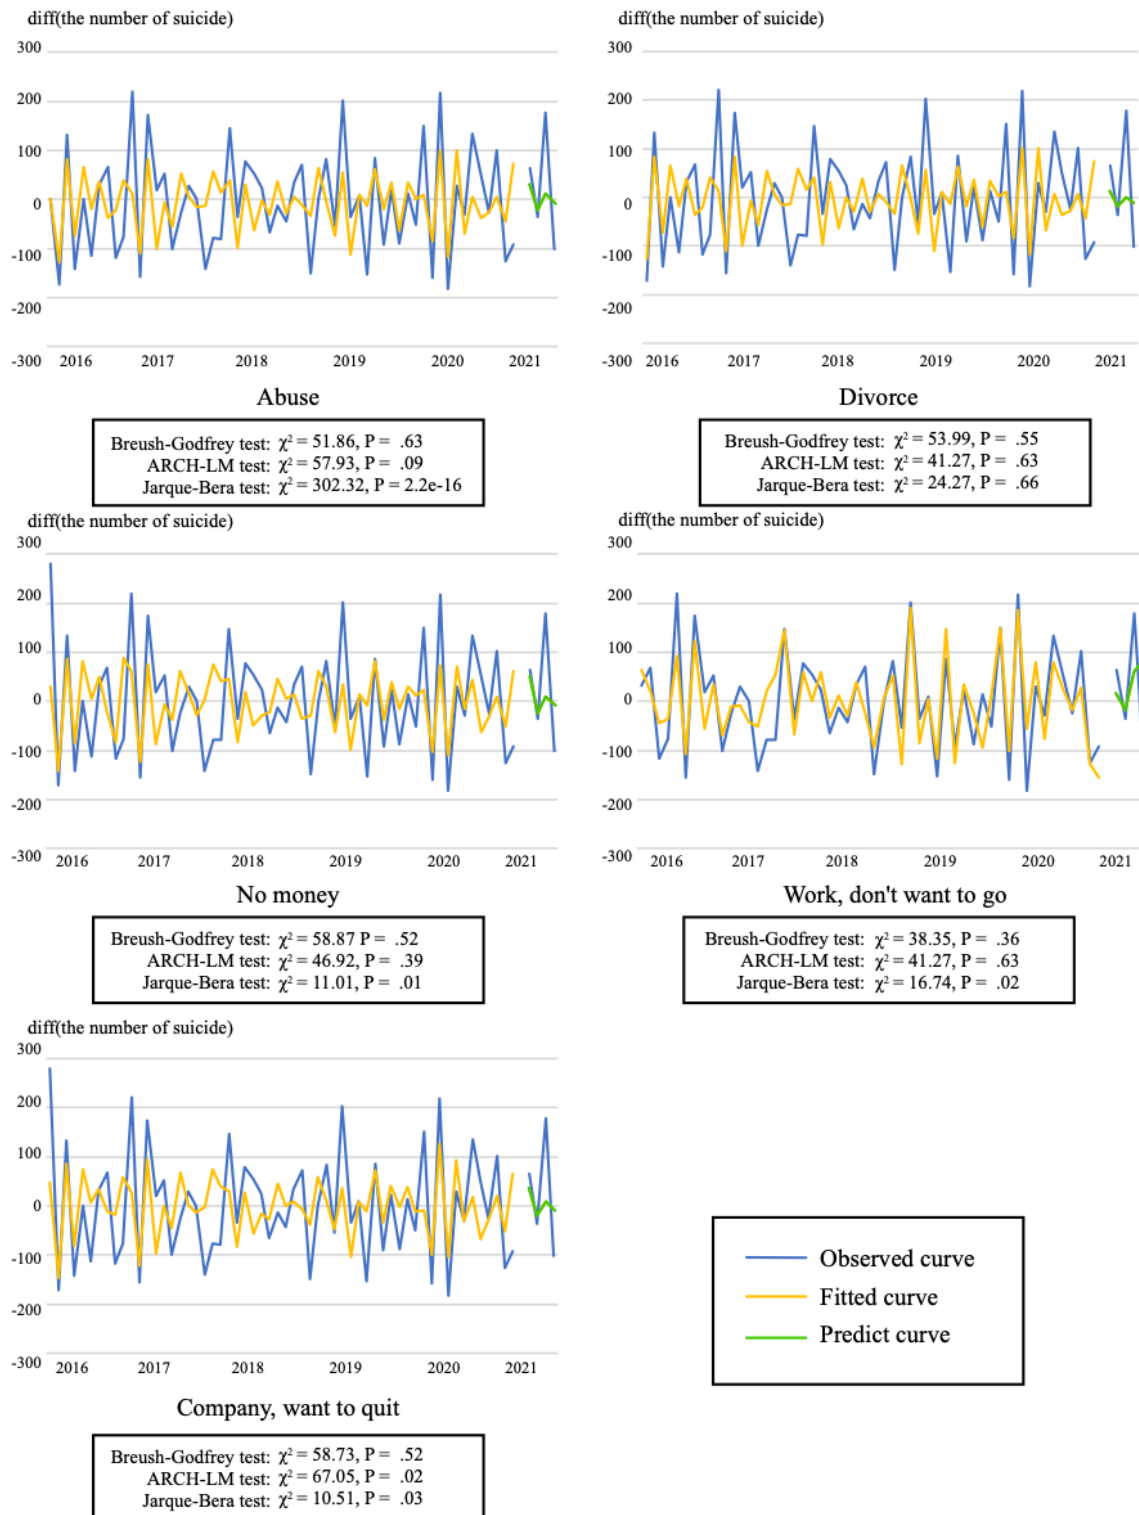 diff(the number of suicide)
300
200
100
0
-100
-200
-300
2016 2017 2018 2019 2020 2021
Abuse
Breush-Godfrey test: χ² = 51.86, P = .63
ARCH-LM test: χ² = 57.93, P = .09
Jarque-Bera test: χ² = 302.32, P = 2.2e-16
diff(the number of suicide)
300
200
100
0
-100
-200
-300
2016 2017 2018 2019 2020 2021
Divorce
Breush-Godfrey test: χ² = 53.99, P = .55
ARCH-LM test: χ² = 41.27, P = .63
Jarque-Bera test: χ² = 24.27, P = .66
diff(the number of suicide)
300
200
100
0
-100
-200
-300
2016 2017 2018 2019 2020 2021
No money
Breush-Godfrey test: χ² = 58.87 P = .52
ARCH-LM test: χ² = 46.92, P = .39
Jarque-Bera test: χ² = 11.01, P = .01
diff(the number of suicide)
300
200
100
0
-100
-200
-300
2016 2017 2018 2019 2020 2021
Work, don't want to go
Breush-Godfrey test: χ² = 38.35, P = .36
ARCH-LM test: χ² = 41.27, P = .63
Jarque-Bera test: χ² = 16.74, P = .02
diff(the number of suicide)
300
200
100
0
-100
-200
-300
2016 2017 2018 2019 2020 2021
Company, want to quit
Breush-Godfrey test: χ² = 58.73, P = .52
ARCH-LM test: χ² = 67.05, P = .02
Jarque-Bera test: χ² = 10.51, P = .03
Observed curve
Fitted curve
Predict curve